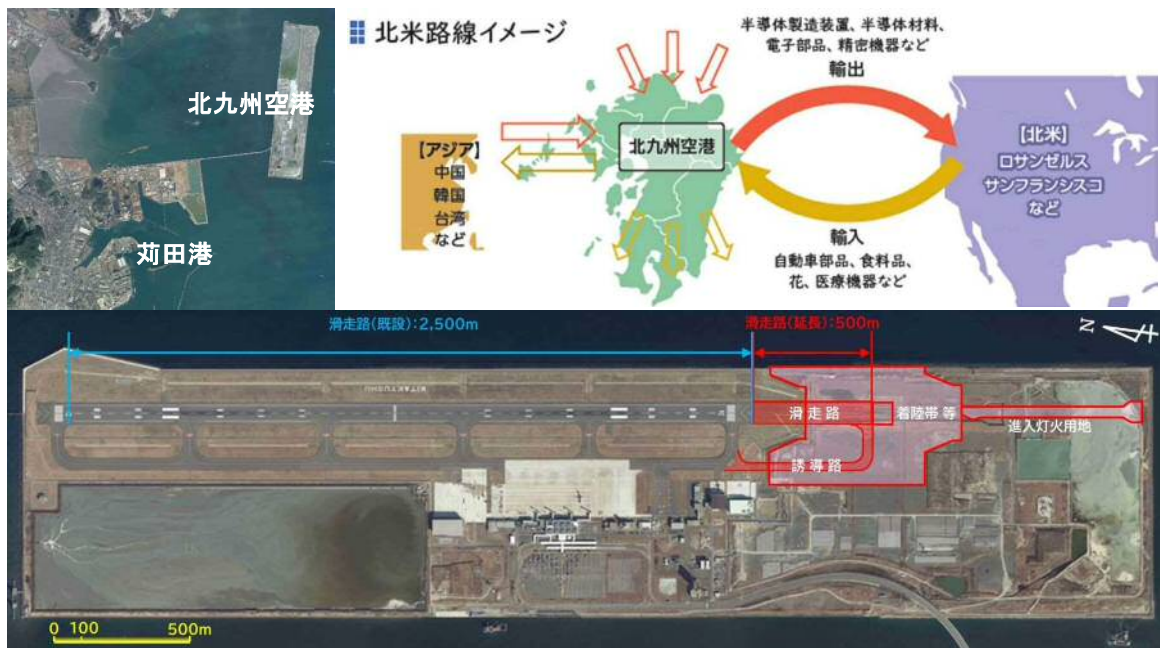 北九州空港
苅田港
北米路線イメージ
半導体製造装置、半導体材料、
電子部品、精密機器など
輸出
【アジア】
中国
韓国
台湾
など
北九州空港
【北米】
ロサンゼルス
サンフランシスコ
など
輸入
自動車部品、食料品、
花、医療機器など
滑走路(既設):2,500m
滑走路(延長):500m
N
滑走路
着陸帯等
進入灯火用地
誘導路
0 100 500m